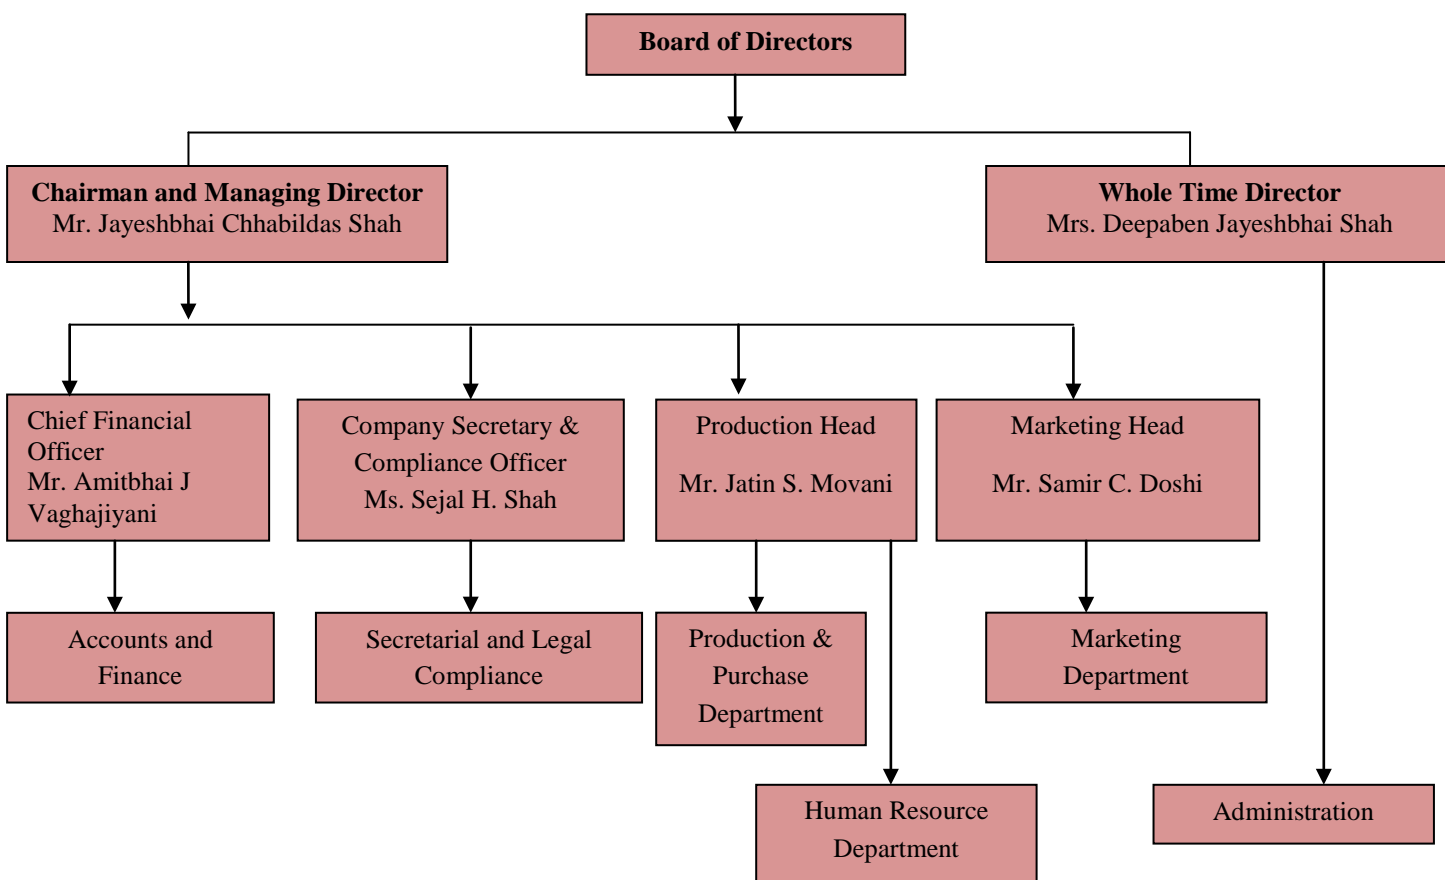 Board of Directors
Chairman and Managing Director
Mr. Jayeshbhai Chhabildas Shah
Whole Time Director
Mrs. Deepaben Jayeshbhai Shah
Chief Financial
Officer
Mr. Amitbhai J
Vaghajiyani
Company Secretary &
Compliance Officer
Ms. Sejal H. Shah
Production Head
Mr. Jatin S. Movani
Marketing Head
Mr. Samir C. Doshi
Accounts and
Finance
Secretarial and Legal
Compliance
Production &
Purchase
Department
Marketing
Department
Human Resource
Department
Administration